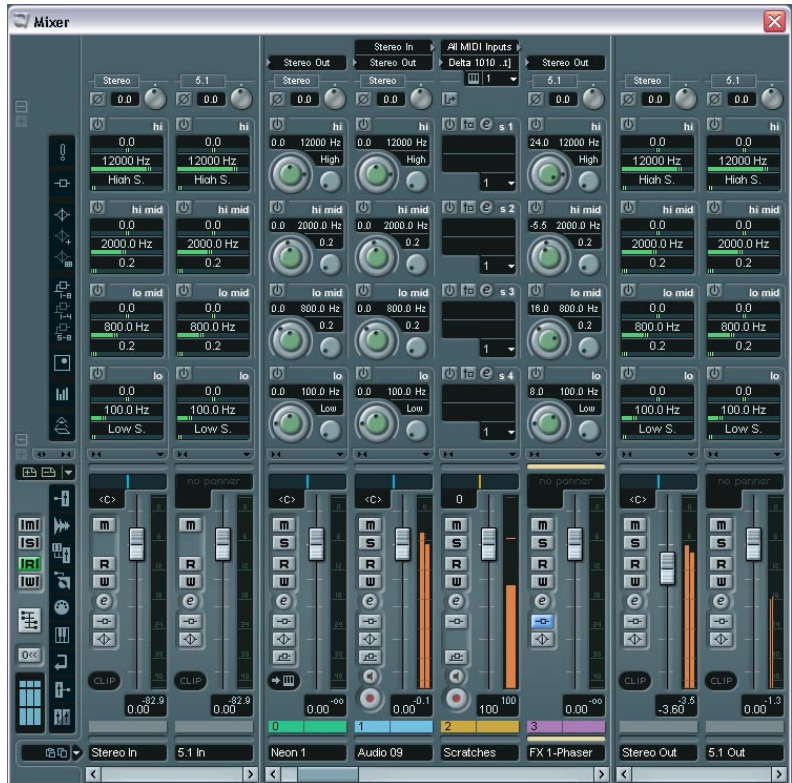 Mixer
Stereo In All MIDI Inputs
Stereo Out Stereo Out Delta 1010 ..t] Stereo Out
Stereo 5.1 Stereo Stereo 1 5.1 Stereo 5.1
0.0 0.0 0.0 0.0 0.0 0.0 0.0
hi hi hi hi s 1 hi hi hi
0.0 0.0 0.0 12000 Hz 0.0 12000 Hz 24.0 12000 Hz 0.0 0.0
12000 Hz 12000 Hz High High High 12000 Hz 12000 Hz
High S. High S. 1 High S. High S.
hi mid hi mid hi mid hi mid s 2 hi mid hi mid hi mid
0.0 0.0 0.0 2000.0 Hz 0.0 2000.0 Hz -5.5 2000.0 Hz 0.0 0.0
2000.0 Hz 2000.0 Hz 0.2 0.2 0.2 2000.0 Hz 2000.0 Hz
0.2 0.2 1 0.2 0.2
lo mid lo mid lo mid lo mid s 3 lo mid lo mid lo mid
0.0 0.0 0.0 800.0 Hz 0.0 800.0 Hz 16.0 800.0 Hz 0.0 0.0
800.0 Hz 800.0 Hz 0.2 0.2 0.2 800.0 Hz 800.0 Hz
0.2 0.2 1 0.2 0.2
lo lo lo lo s 4 lo lo lo
0.0 0.0 0.0 100.0 Hz 0.0 100.0 Hz 8.0 100.0 Hz 0.0 0.0
100.0 Hz 100.0 Hz Low Low Low 100.0 Hz 100.0 Hz
Low S. Low S. 1 Low S. Low S.
1-8
1-4
5-8
no panner no panner no panner
<C> <C> <C> 0 <C>
m m m m m m m m m
S S S S S S S
R R R R R R R R R
W W W W W W W W W
e e e e e e e e
CLIP CLIP CLIP CLIP
-82.9 -82.9 -oo -0.1 100 -oo -3.5 -1.3
0.00 0.00 0.00 0.00 100 0.00 -3.60 0.00
0 1 2 3
Stereo In 5.1 In Neon 1 Audio 09 Scratches FX 1-Phaser Stereo Out 5.1 Out